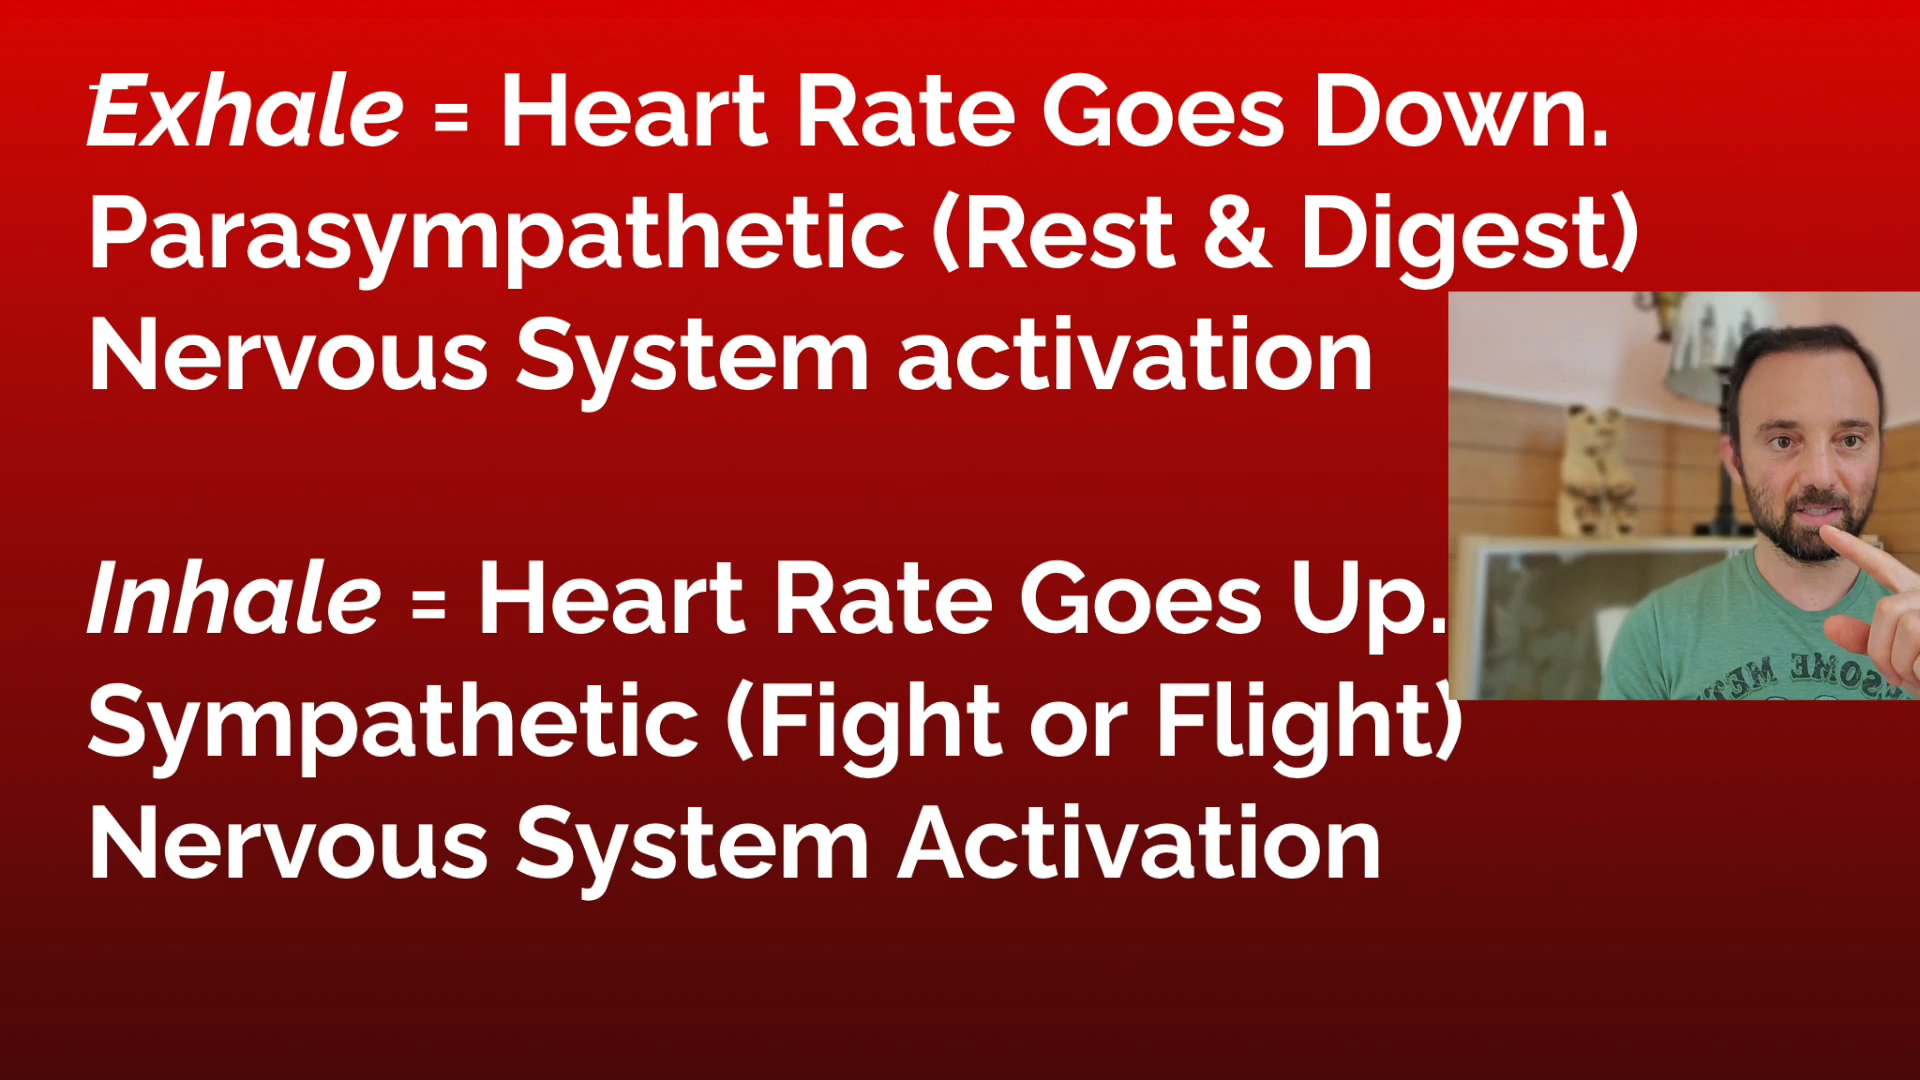 Exhale = Heart Rate Goes Down.
Parasympathetic (Rest & Digest)
Nervous System activation
Inhale = Heart Rate Goes Up.
Sympathetic (Fight or Flight)
Nervous System Activation